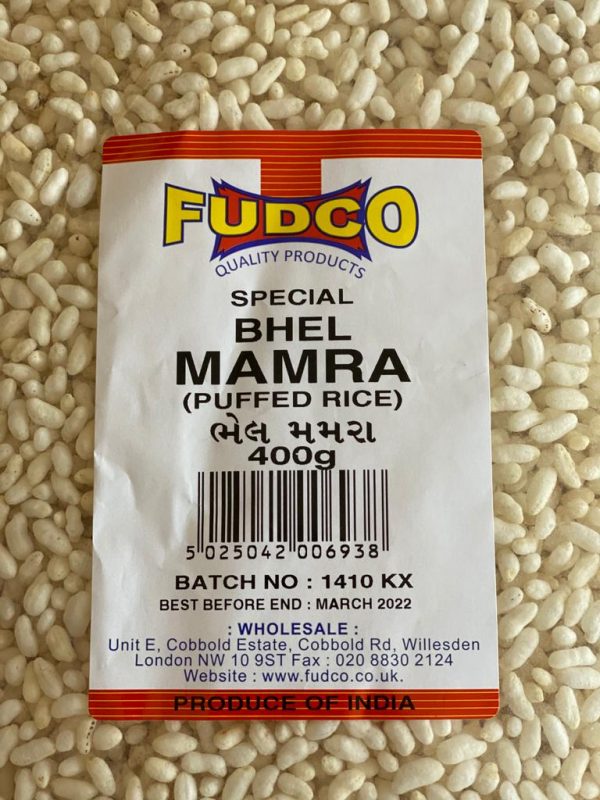 FUDCO
QUALITY PRODUCTS
SPECIAL
BHEL
MAMRA
(PUFFED RICE)
ભેલ મમરા
400g
5 025042 006938
BATCH NO : 1410 KX
BEST BEFORE END : MARCH 2022
: WHOLESALE :
Unit E, Cobbold Estate, Cobbold Rd, Willesden
London NW 10 9ST Fax : 020 8830 2124
Website : www.fudco.co.uk.
PRODUCE OF INDIA